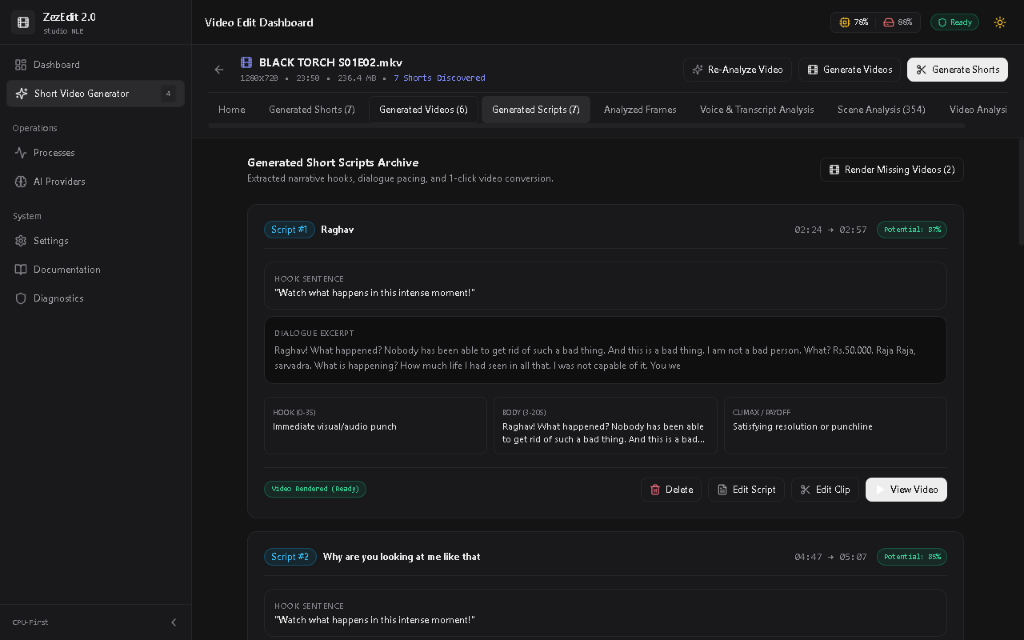 ZezEdit 2.0
Studio NLE
Dashboard
Short Video Generator
4
Operations
Processes
AI Providers
System
Settings
Documentation
Diagnostics
CPU-First
Video Edit Dashboard
Ready
BLACK TORCH S01E02.mkv
1280x720 • 23:50 • 236.4 MB • 7 Shorts Discovered
Re-Analyze Video
Generate Videos
Generate Shorts
Home
Generated Shorts (7)
Generated Videos (6)
Generated Scripts (7)
Analyzed Frames
Voice & Transcript Analysis
Scene Analysis (354)
Video Analysi
Generated Short Scripts Archive
Extracted narrative hooks, dialogue pacing, and 1-click video conversion.
Render Missing Videos (2)
Script #1 Raghav
02:24 → 02:57
Potential: 87%
HOOK SENTENCE
"Watch what happens in this intense moment!"
DIALOGUE EXCERPT
Raghav! What happened? Nobody has been able to get rid of such a bad thing. And this is a bad thing. I am not a bad person. What? Rs.50,000. Raja Raja,
sarvadra. What is happening? How much life I had seen in all that. I was not capable of it. You we
HOOK (0-3S)
Immediate visual/audio punch
BODY (3-20S)
Raghav! What happened? Nobody has been able
to get rid of such a bad thing. And this is a bad...
CLIMAX / PAYOFF
Satisfying resolution or punchline
Video Rendered (Ready)
Delete
Edit Script
Edit Clip
View Video
Script #2 Why are you looking at me like that
04:47 → 05:07
HOOK SENTENCE
"Watch what happens in this intense moment!"